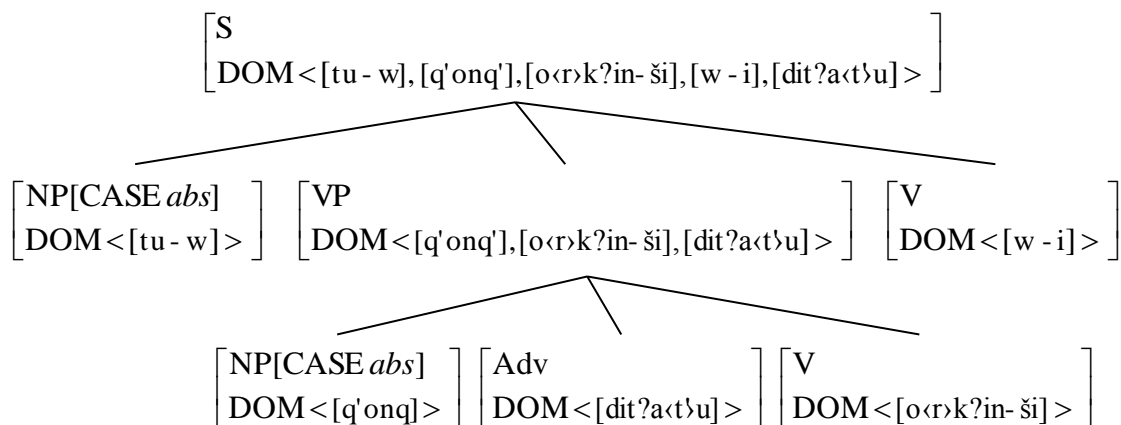 S
DOM<[tu - w], [q'onq'],[o‹r›k?in- ši],[w - i],[dit?a‹t'›u] >
NP[CASE abs] VP V
DOM<[tu - w]> DOM<[q'onq'],[o‹r›k?in- ši],[dit?a‹t'›u]> DOM<[w - i]>
NP[CASE abs] Adv V
DOM<[q'onq]> DOM<[dit?a‹t'›u]> DOM<[o‹r›k?in- ši]>